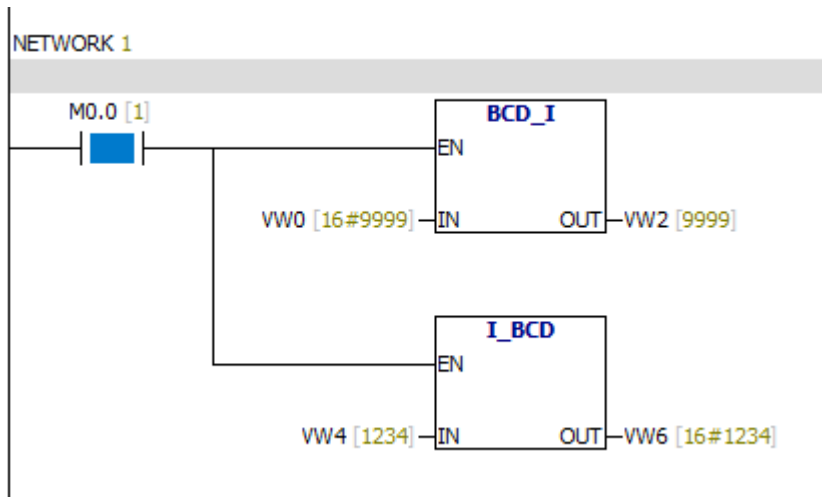 NETWORK 1
M0.0 [1]
BCD_I
EN
VW0 [16#9999] IN OUT VW2 [9999]
I_BCD
EN
VW4 [1234] IN OUT VW6 [16#1234]